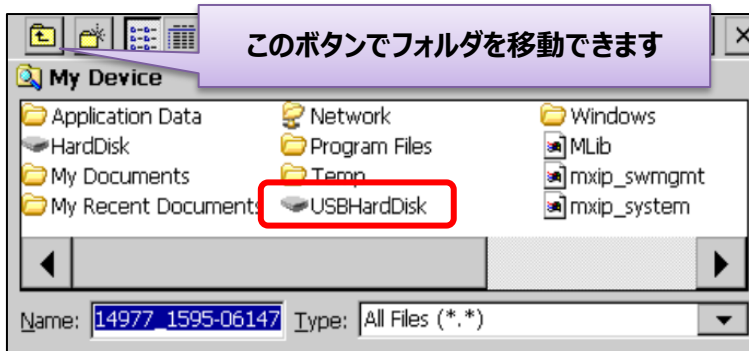 このボタンでフォルダを移動できます
My Device
Application Data Network Windows
HardDisk Program Files MLib
My Documents Temp mxip_swmgmt
My Recent Documents USBHardDisk mxip_system
Name: 14977_1595-06147 Type: All Files (*.*)